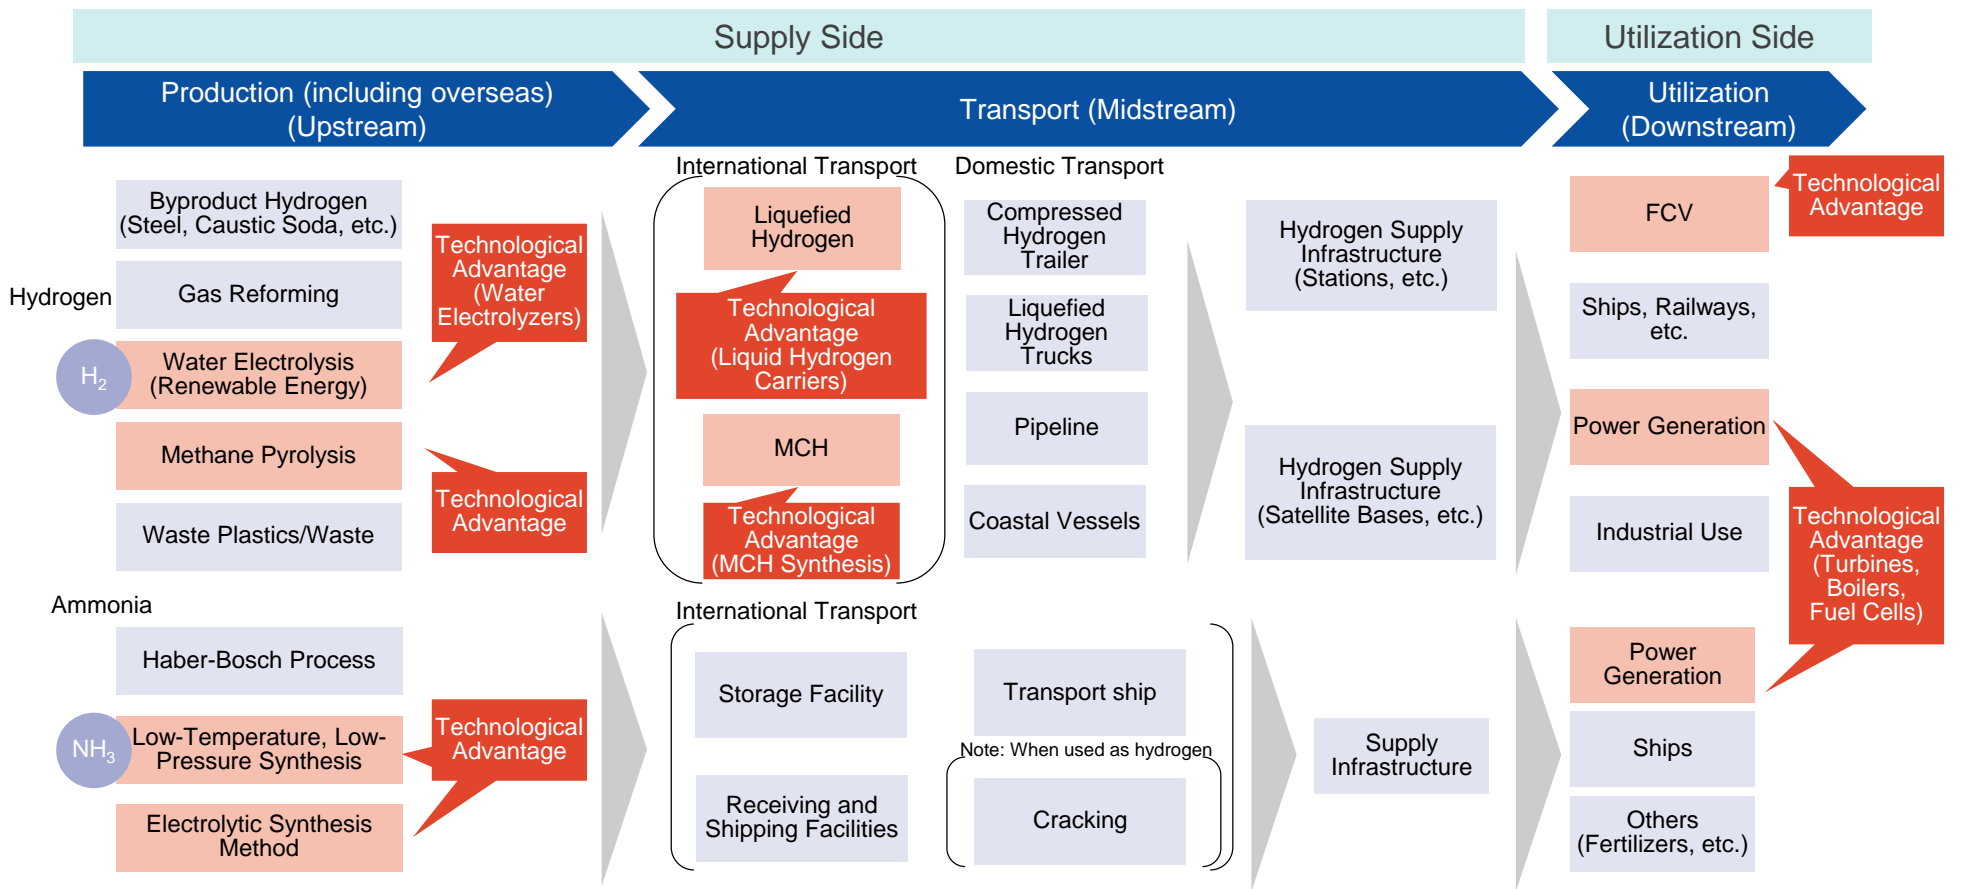 Supply Side
Utilization Side
Production (including overseas)
(Upstream)
Transport (Midstream)
Utilization
(Downstream)
Hydrogen
H2
Byproduct Hydrogen
(Steel, Caustic Soda, etc.)
Gas Reforming
Water Electrolysis
(Renewable Energy)
Methane Pyrolysis
Waste Plastics/Waste
Technological
Advantage
(Water
Electrolyzers)
Technological
Advantage
International Transport
Liquefied
Hydrogen
Technological
Advantage
(Liquid Hydrogen
Carriers)
MCH
Technological
Advantage
(MCH Synthesis)
Domestic Transport
Compressed
Hydrogen
Trailer
Liquefied
Hydrogen
Trucks
Pipeline
Coastal Vessels
Hydrogen Supply
Infrastructure
(Stations, etc.)
Hydrogen Supply
Infrastructure
(Satellite Bases, etc.)
FCV
Technological
Advantage
Ships, Railways,
etc.
Power Generation
Industrial Use
Technological
Advantage
(Turbines,
Boilers,
Fuel Cells)
Ammonia
NH3
Haber-Bosch Process
Low-Temperature, Low-
Pressure Synthesis
Electrolytic Synthesis
Method
Technological
Advantage
International Transport
Storage Facility
Transport ship
Receiving and
Shipping Facilities
Note: When used as hydrogen
Cracking
Supply
Infrastructure
Power
Generation
Ships
Others
(Fertilizers, etc.)